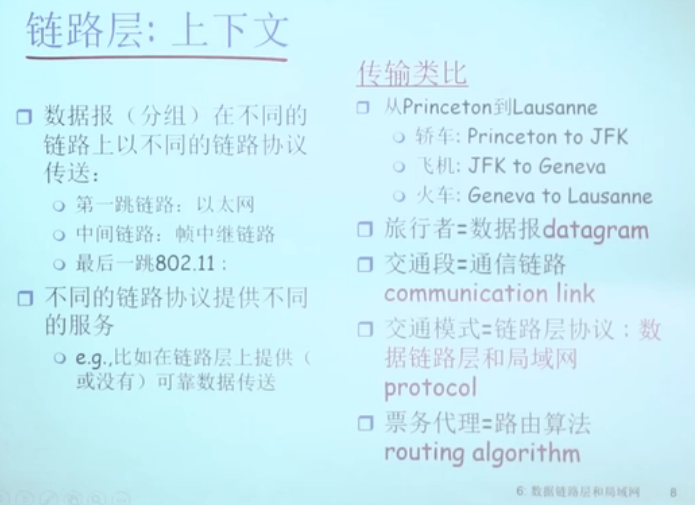 链路层: 上下文
数据报（分组）在不同的
链路上以不同的链路协议
传送：
第一跳链路：以太网
中间链路：帧中继链路
最后一跳802.11：
不同的链路协议提供不同
的服务
e.g.,比如在链路层上提供（
或没有）可靠数据传送
传输类比
从Princeton到Lausanne
轿车: Princeton to JFK
飞机: JFK to Geneva
火车: Geneva to Lausanne
旅行者=数据报datagram
交通段=通信链路
communication link
交通模式=链路层协议：数
据链路层和局域网
protocol
票务代理=路由算法
routing algorithm
6: 数据链路层和局域网 8